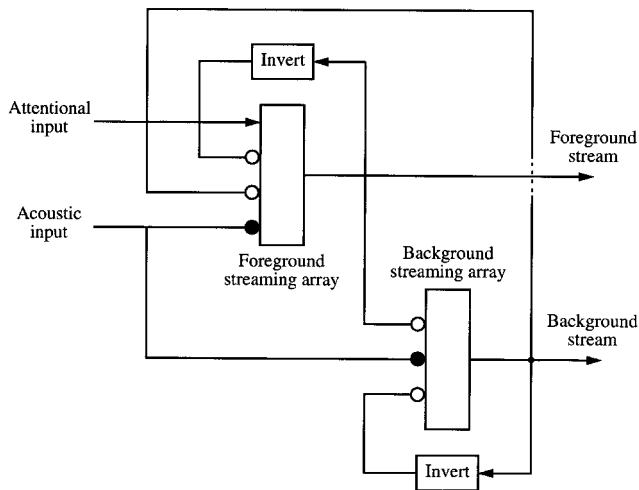 Invert
Attentional
input
Foreground
stream
Acoustic
input
Foreground
streaming array
Background
streaming array
Background
stream
Invert